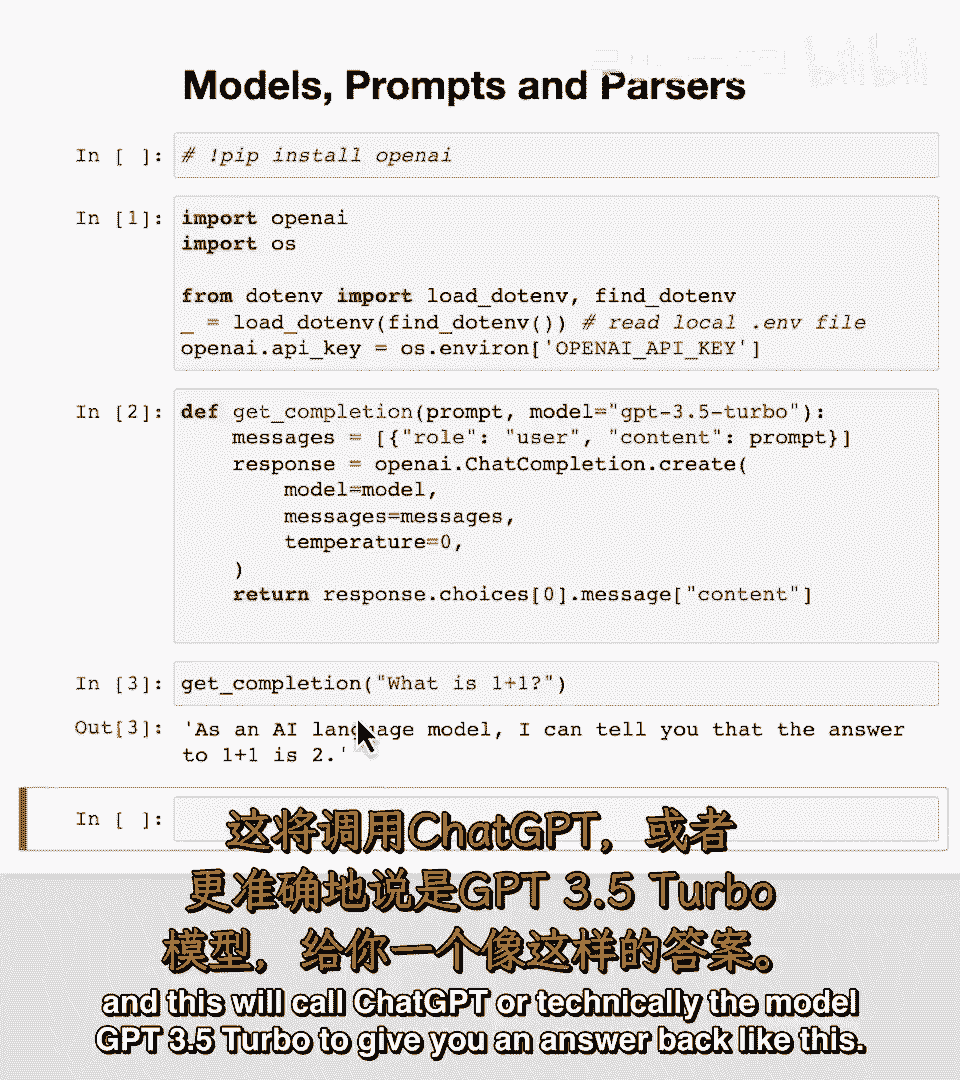 Models, Prompts and Parsers
In [ ]: # !pip install openai
In [1]: import openai
import os
from dotenv import load_dotenv, find_dotenv
_ = load_dotenv(find_dotenv()) # read local .env file
openai.api_key = os.environ['OPENAI_API_KEY']
In [2]: def get_completion(prompt, model="gpt-3.5-turbo"):
    messages = [{"role": "user", "content": prompt}]
    response = openai.ChatCompletion.create(
        model=model,
        messages=messages,
        temperature=0,
    )
    return response.choices[0].message["content"]
In [3]: get_completion("What is 1+1?")
Out[3]: 'As an AI language model, I can tell you that the answer
to 1+1 is 2.'
In [ ]:
这将调用ChatGPT，或者
更准确地说是GPT 3.5 Turbo
模型，给你一个像这样的答案。
and this will call ChatGPT or technically the model
GPT 3.5 Turbo to give you an answer back like this.